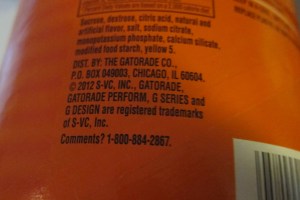 Sucrose, dextrose, citric acid, natural and
artificial flavor, salt, sodium citrate,
monopotassium phosphate, calcium silicate,
modified food starch, yellow 5.
DIST. BY: THE GATORADE CO.,
P.O. BOX 049003, CHICAGO, IL 60604.
© 2012 S-VC, INC., GATORADE,
GATORADE PERFORM, G SERIES and
G DESIGN are registered trademarks
of S-VC, Inc.
Comments? 1-800-884-2867.